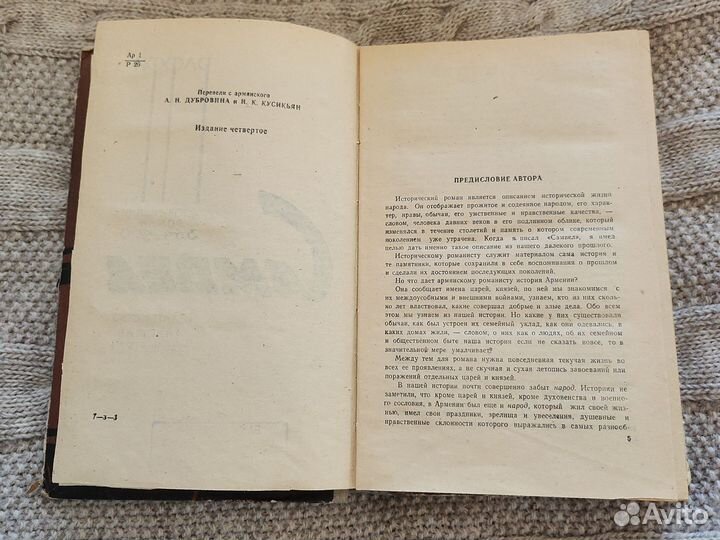 Ар 1
Р 26
Перевели с армянского
А. Н. ДУБРОВИНА и Н. К. КУСИКЬЯН
Издание четвертое
7—3—3
ПРЕДИСЛОВИЕ АВТОРА
Исторический роман является описанием исторической жизни
народа. Он отображает прожитое и содеянное народом, его харак-
тер, нравы, обычаи, его умственные и нравственные качества, —
словом, человека давних веков в его подлинном облике, который
изменялся в течение столетий и память о котором современным
поколением уже утрачена. Когда я писал «Самвел», я имел
целью дать именно такое описание из нашего далекого прошлого.
Историческому романисту служит материалом сама история и
те памятники, которые сохранили в себе воспоминания о прошлом
и сделали их достоянием последующих поколений.
Но что дает армянскому романисту история Армении?
Она сообщает имена царей, князей, по ней мы знакомимся с
их междоусобными и внешними войнами, узнаем, кто из них сколь-
ко лет властвовал, какие совершал добрые и злые дела. Обо всем
этом мы узнаем из нашей истории. Но какие у них существовали
обычаи, как был устроен их семейный уклад, как они одевались, в
каких домах жили, — словом, о них как о людях, об их семейном
и общественном быте наша история если не сказать вовсе, то в
значительной мере умалчивает?
Между тем для романа нужна повседневная текучая жизнь во
всех ее проявлениях, а не скучная и сухая летопись завоеваний или
поражений отдельных царей и князей.
В нашей истории почти совершенно забыт народ. Историки не
заметили, что кроме царей и князей, кроме духовенства и военно-
го сословия, в Армении был еще и народ, который жил своей жиз-
нью, имел свои праздники, зрелища и увеселения, душевные и
нравственные склонности которого выражались в самых разнооб-
5
Avito